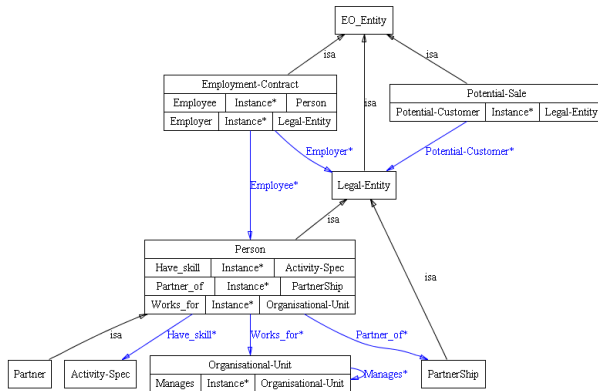 EO_Entity
isa
isa
isa
Employment-Contract
Employee Instance* Person
Employer Instance* Legal-Entity
Potential-Sale
Potential-Customer Instance* Legal-Entity
Employer*
Potential-Customer*
Employee*
Legal-Entity
isa
Person
Have_skill Instance* Activity-Spec
Partner_of Instance* PartnerShip
Works_for Instance* Organisational-Unit
isa
isa
Have_skill*
Works_for*
Partner_of*
Partner
Activity-Spec
Organisational-Unit
Manages Instance* Organisational-Unit
Manages*
PartnerShip